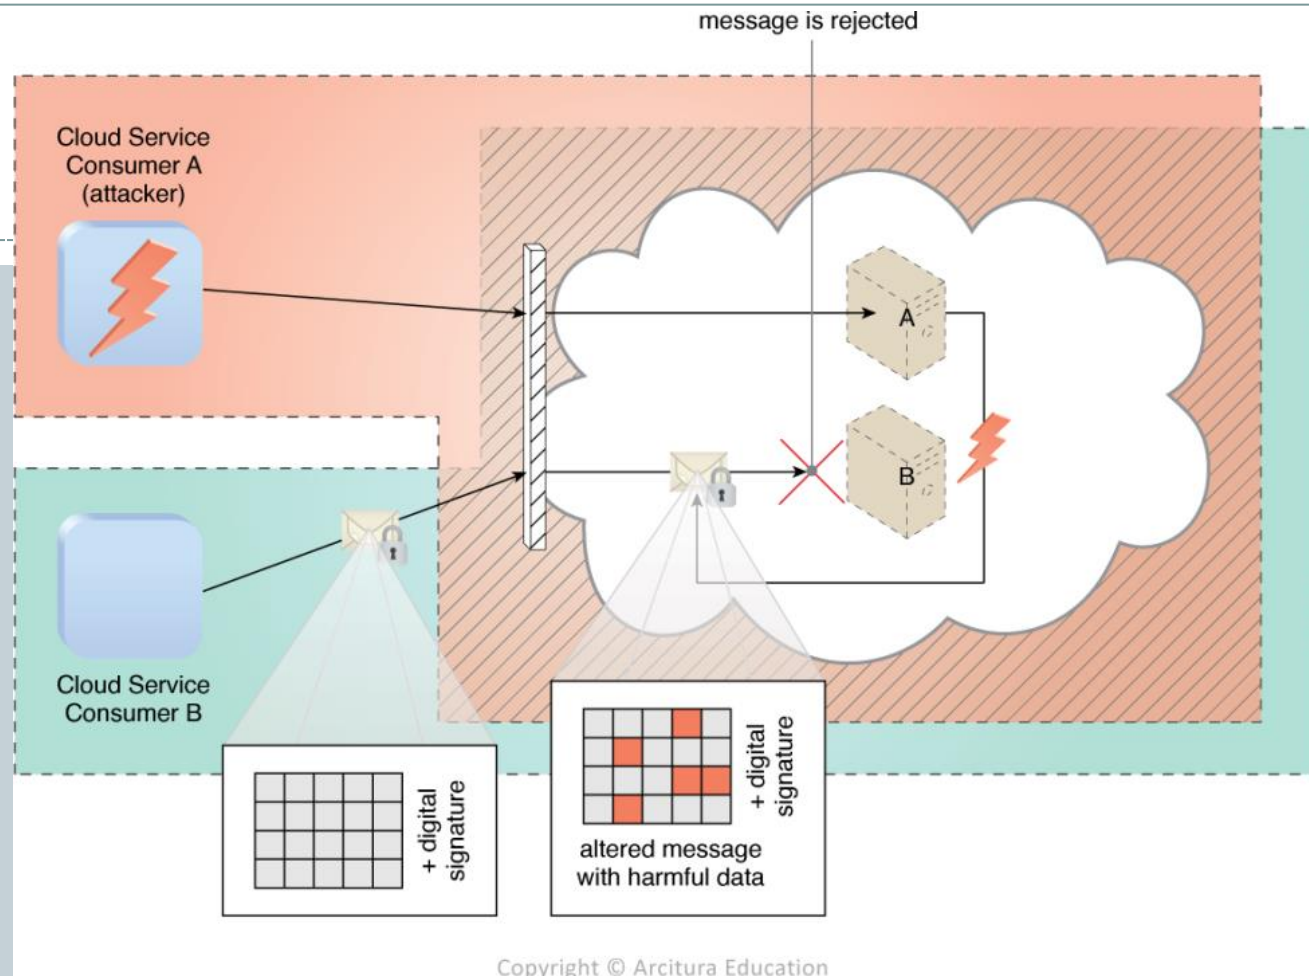 message is rejected
Cloud Service
Consumer A
(attacker)
A
B
Cloud Service
Consumer B
+ digital
signature
+ digital
signature
altered message
with harmful data
Copyright © Arcitura Education